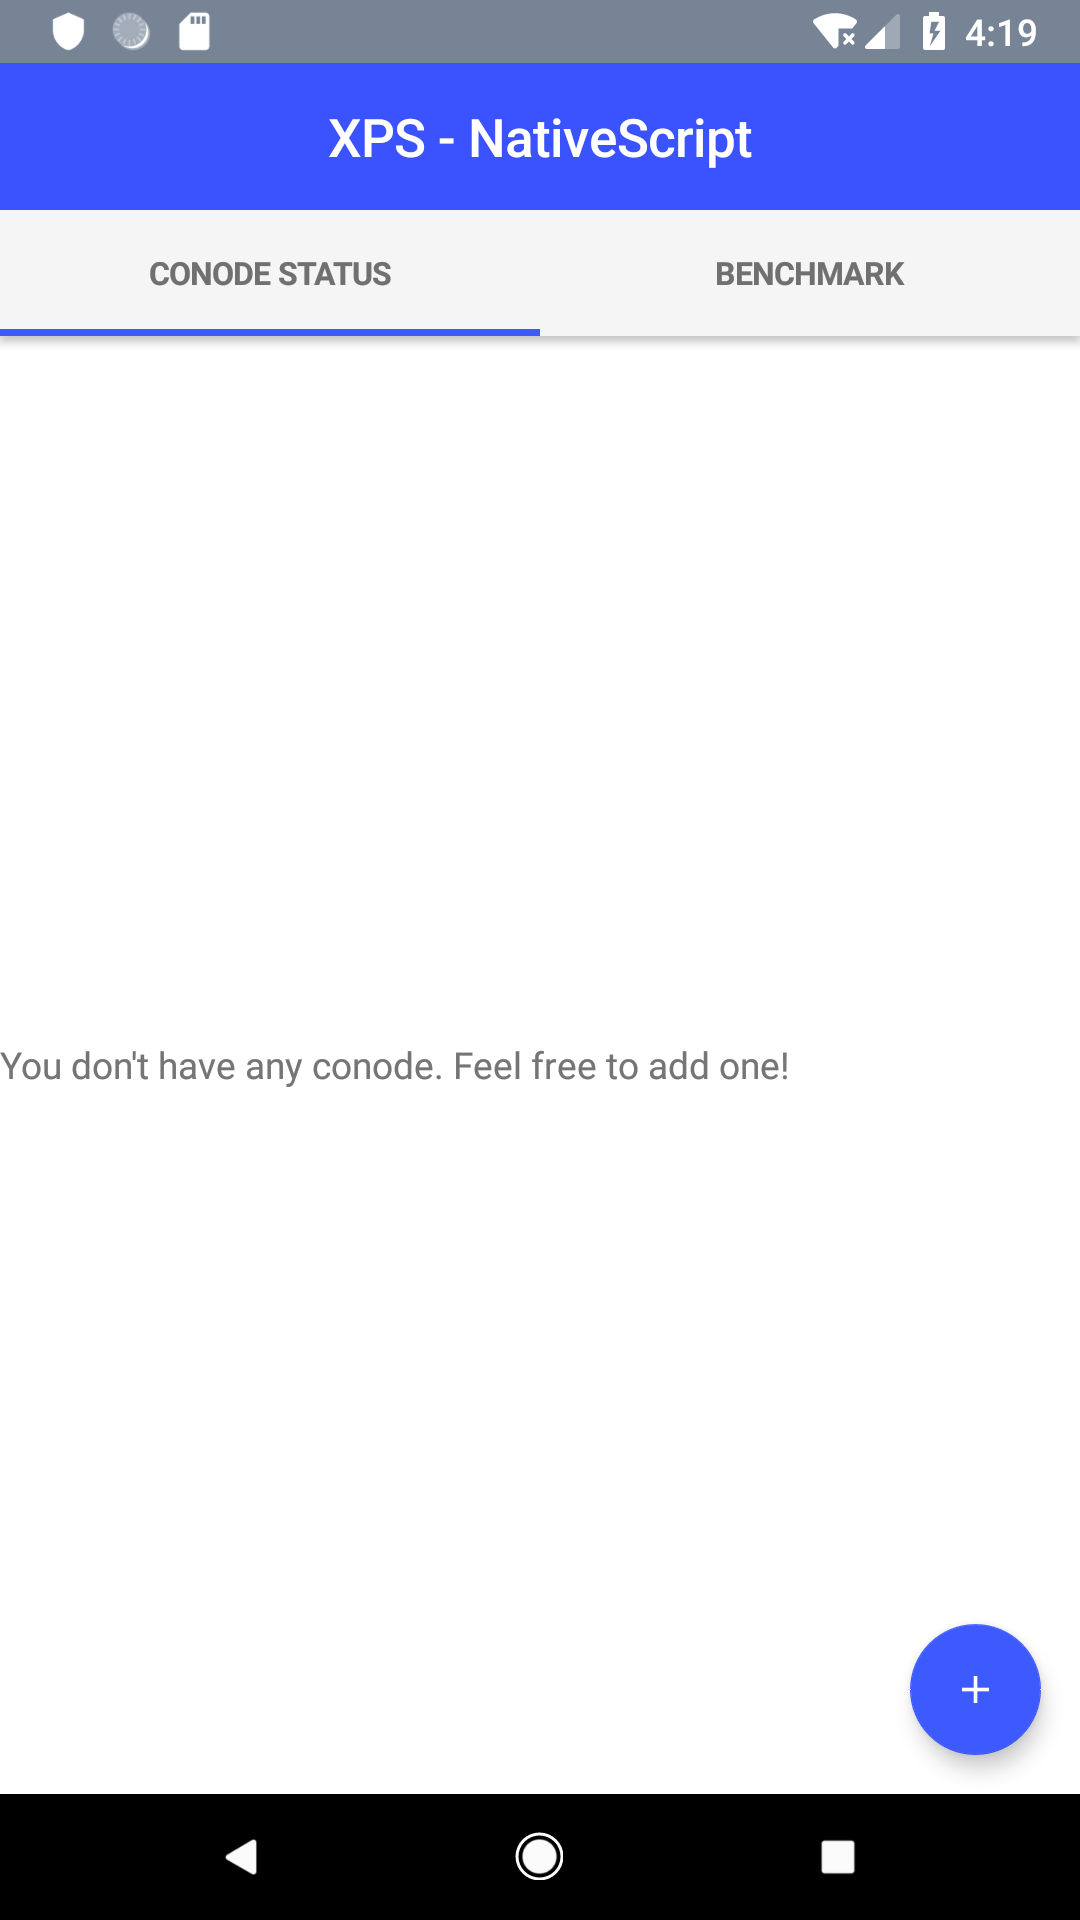 4:19
XPS - NativeScript
CONODE STATUS
BENCHMARK
You don't have any conode. Feel free to add one!
+